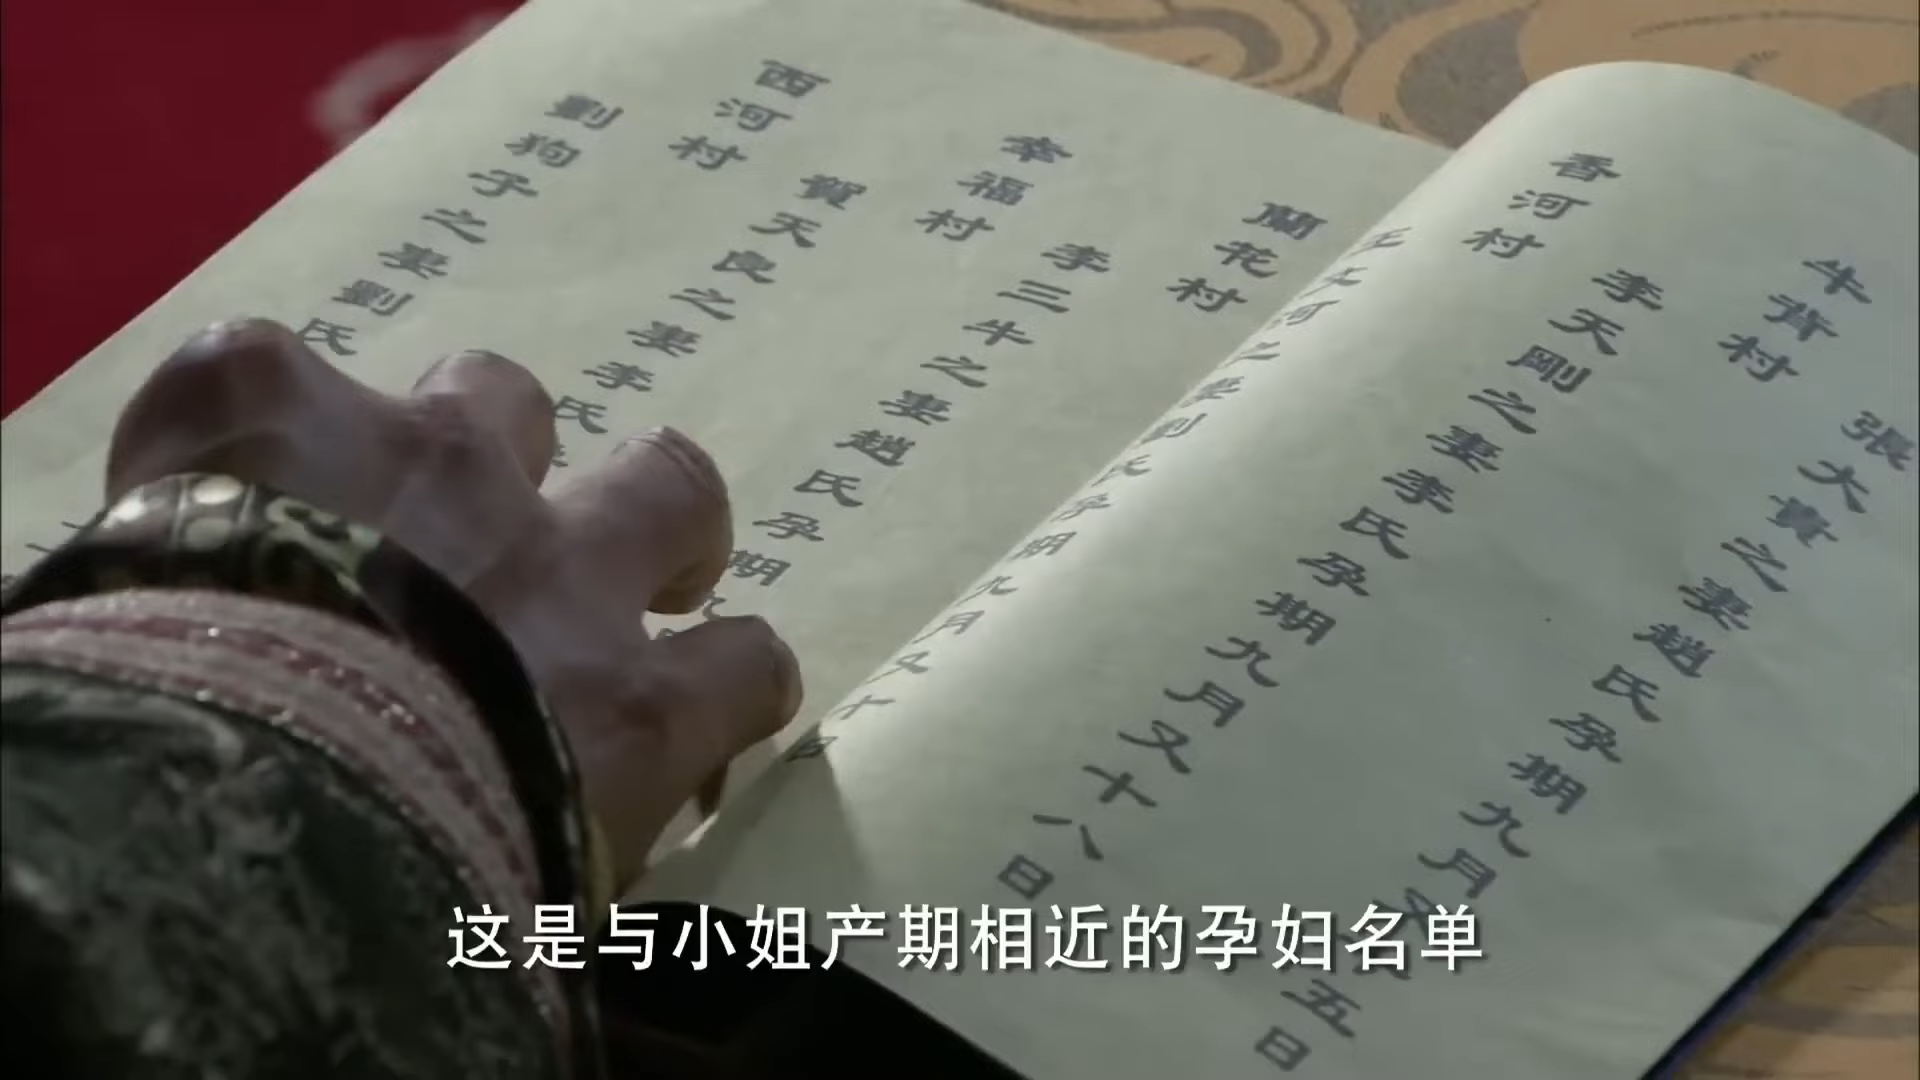 牛背村
張大貴之妻趙氏孕期九月又
五日
香河村
李天剛之妻李氏孕期九月又十八日
蘭花村
幸福村
李三牛之妻趙氏孕期九
西河村
賀天良之妻李氏
劉狗子之妻劉氏
这是与小姐产期相近的孕妇名单